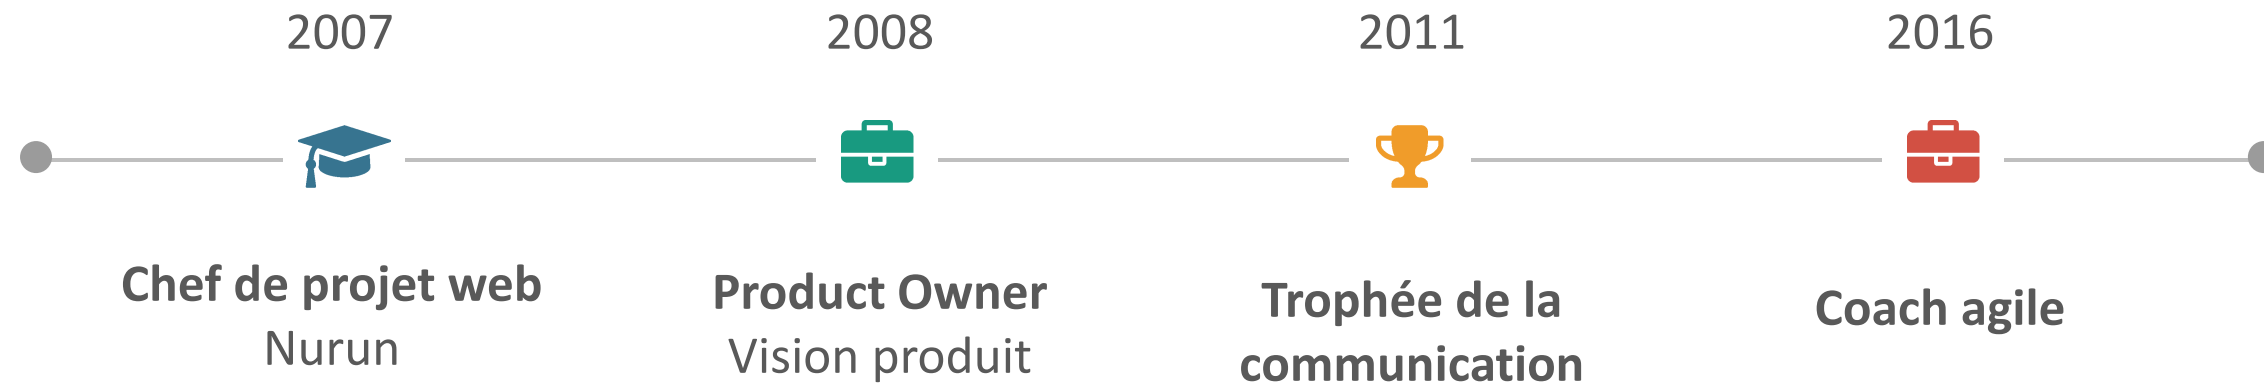 2007
2008
2011
2016
Chef de projet web
Nurun
Product Owner
Vision produit
Trophée de la
communication
Coach agile